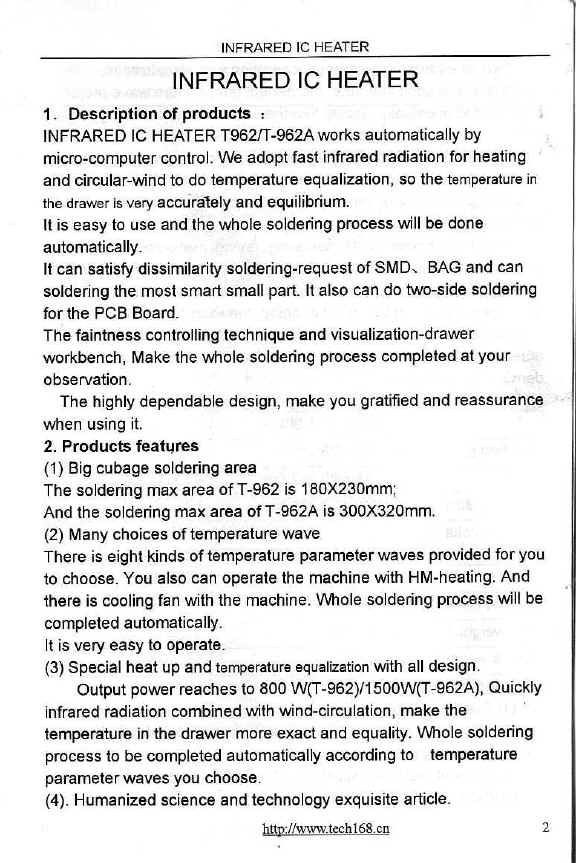 INFRARED IC HEATER
INFRARED IC HEATER
1. Description of products :
INFRARED IC HEATER T962/T-962A works automatically by
micro-computer control. We adopt fast infrared radiation for heating
and circular-wind to do temperature equalization, so the temperature in
the drawer is very accurately and equilibrium.
It is easy to use and the whole soldering process will be done
automatically.
It can satisfy dissimilarity soldering-request of SMD、 BAG and can
soldering the most smart small part. It also can do two-side soldering
for the PCB Board.
The faintness controlling technique and visualization-drawer
workbench, Make the whole soldering process completed at your
observation.
The highly dependable design, make you gratified and reassurance
when using it.
2. Products features
(1) Big cubage soldering area
The soldering max area of T-962 is 180X230mm;
And the soldering max area of T-962A is 300X320mm.
(2) Many choices of temperature wave
There is eight kinds of temperature parameter waves provided for you
to choose. You also can operate the machine with HM-heating. And
there is cooling fan with the machine. Whole soldering process will be
completed automatically.
It is very easy to operate.
(3) Special heat up and temperature equalization with all design.
Output power reaches to 800 W(T-962)/1500W(T-962A), Quickly
infrared radiation combined with wind-circulation, make the
temperature in the drawer more exact and equality. Whole soldering
process to be completed automatically according to temperature
parameter waves you choose.
(4). Humanized science and technology exquisite article.
http://www.tech168.cn 2